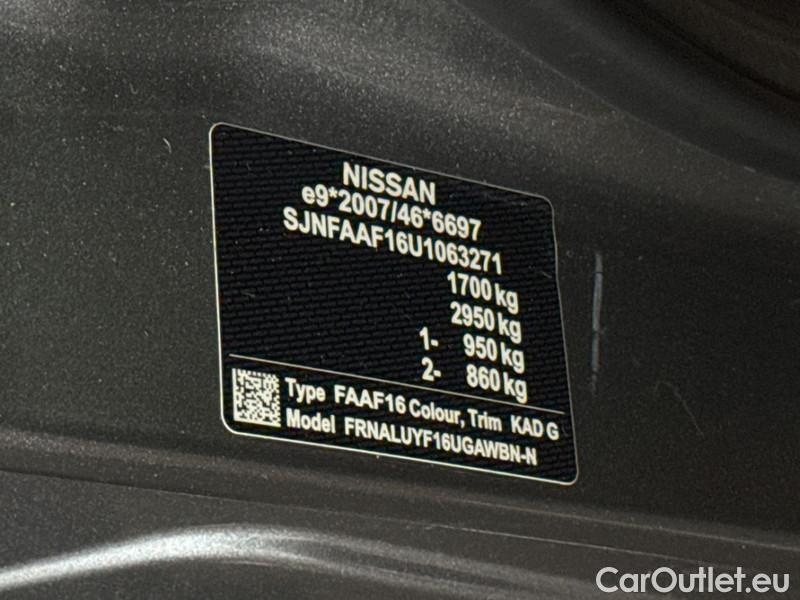 NISSAN
e9*2007/46*6697
SJNFAAF16U1063271
1700 kg
2950 kg
1- 950 kg
2- 860 kg
Type FAAF16 Colour, Trim KAD G
Model FRNALUYF16UGAWBN-N
CarOutlet.eu